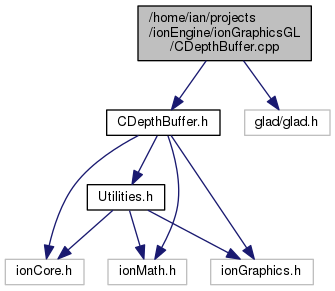 /home/ian/projects
/ionEngine/ionGraphicsGL
/CDepthBuffer.cpp
CDepthBuffer.h
glad/glad.h
Utilities.h
ionCore.h
ionMath.h
ionGraphics.h